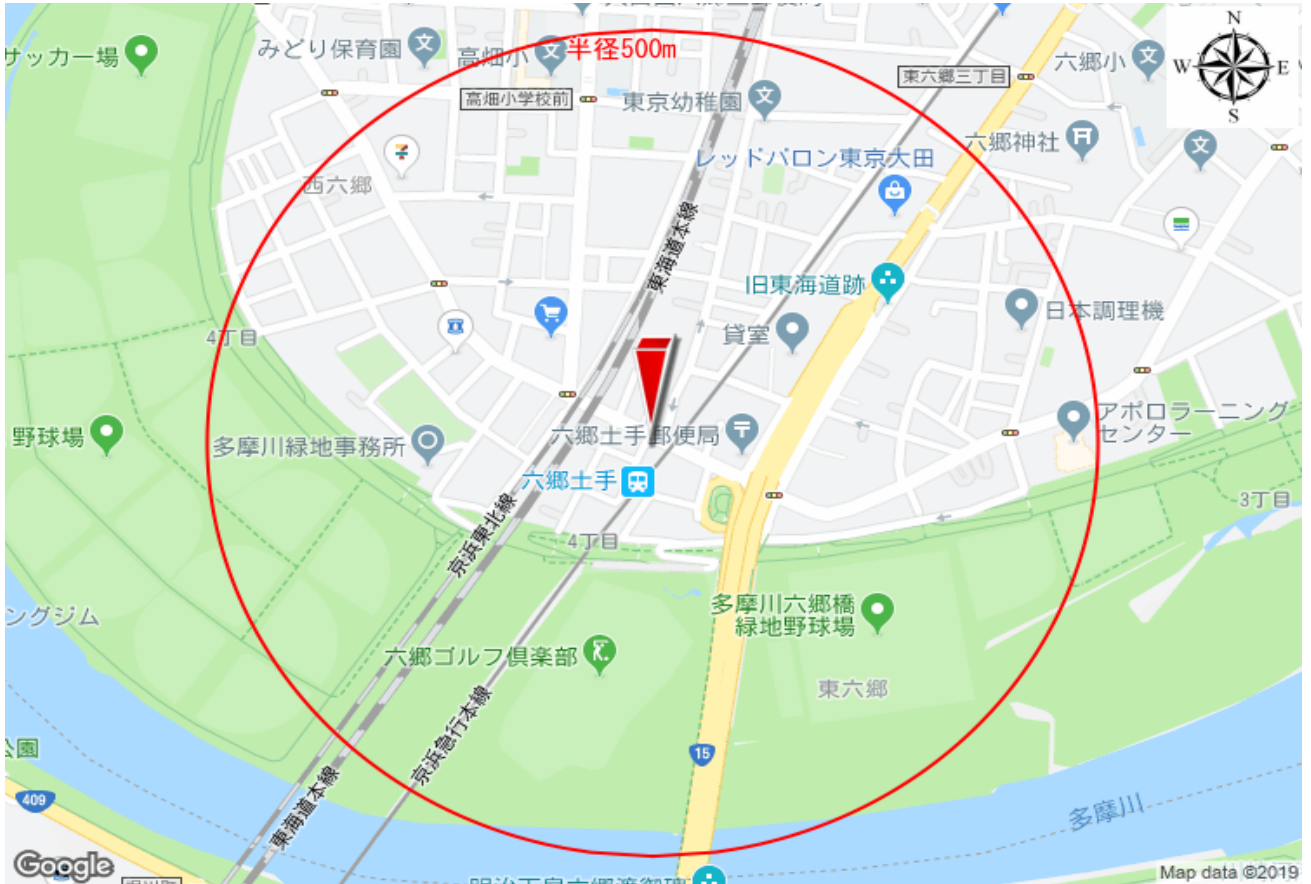 N
W
E
S
サッカー場
みどり保育園
高畑小
半径500m
東六郷三丁目
六郷小
高畑小学校前
東京幼稚園
六郷神社
レッドバロン東京大田
西六郷
東海道本線
旧東海道跡
日本調理機
貸室
4丁目
野球場
多摩川緑地事務所
六郷土手郵便局
アポロラーニング
センター
六郷土手
3丁目
京浜東北線
4丁目
多摩川六郷橋
緑地野球場
ングジム
六郷ゴルフ倶楽部
東六郷
京浜急行本線
公園
15
409
東海道本線
多摩川
Google
Map data ©2019